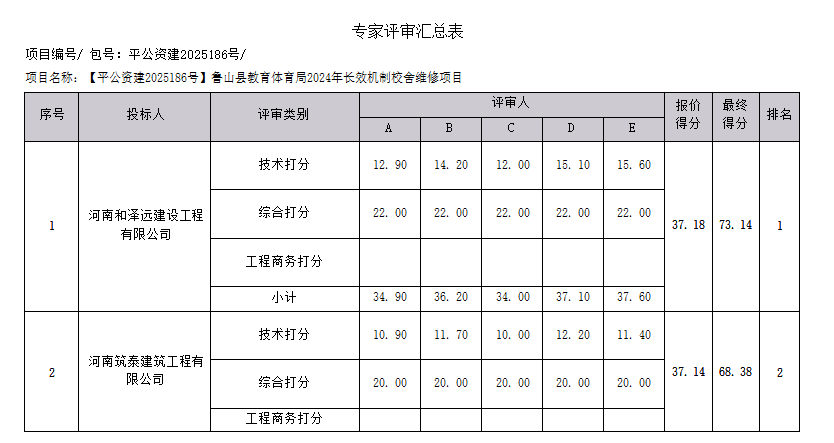 专家评审汇总表
项目编号/ 包号: 平公资建2025186号/
项目名称: 【平公资建2025186号】鲁山县教育体育局2024年长效机制校舍维修项目
序号 投标人 评审类别 评审人 报价得分 最终得分 排名
A B C D E
1 河南和泽远建设工程有限公司 技术打分 12.90 14.20 12.00 15.10 15.60 37.18 73.14 1
综合打分 22.00 22.00 22.00 22.00 22.00
工程商务打分
小计 34.90 36.20 34.00 37.10 37.60
2 河南筑泰建筑工程有限公司 技术打分 10.90 11.70 10.00 12.20 11.40 37.14 68.38 2
综合打分 20.00 20.00 20.00 20.00 20.00
工程商务打分